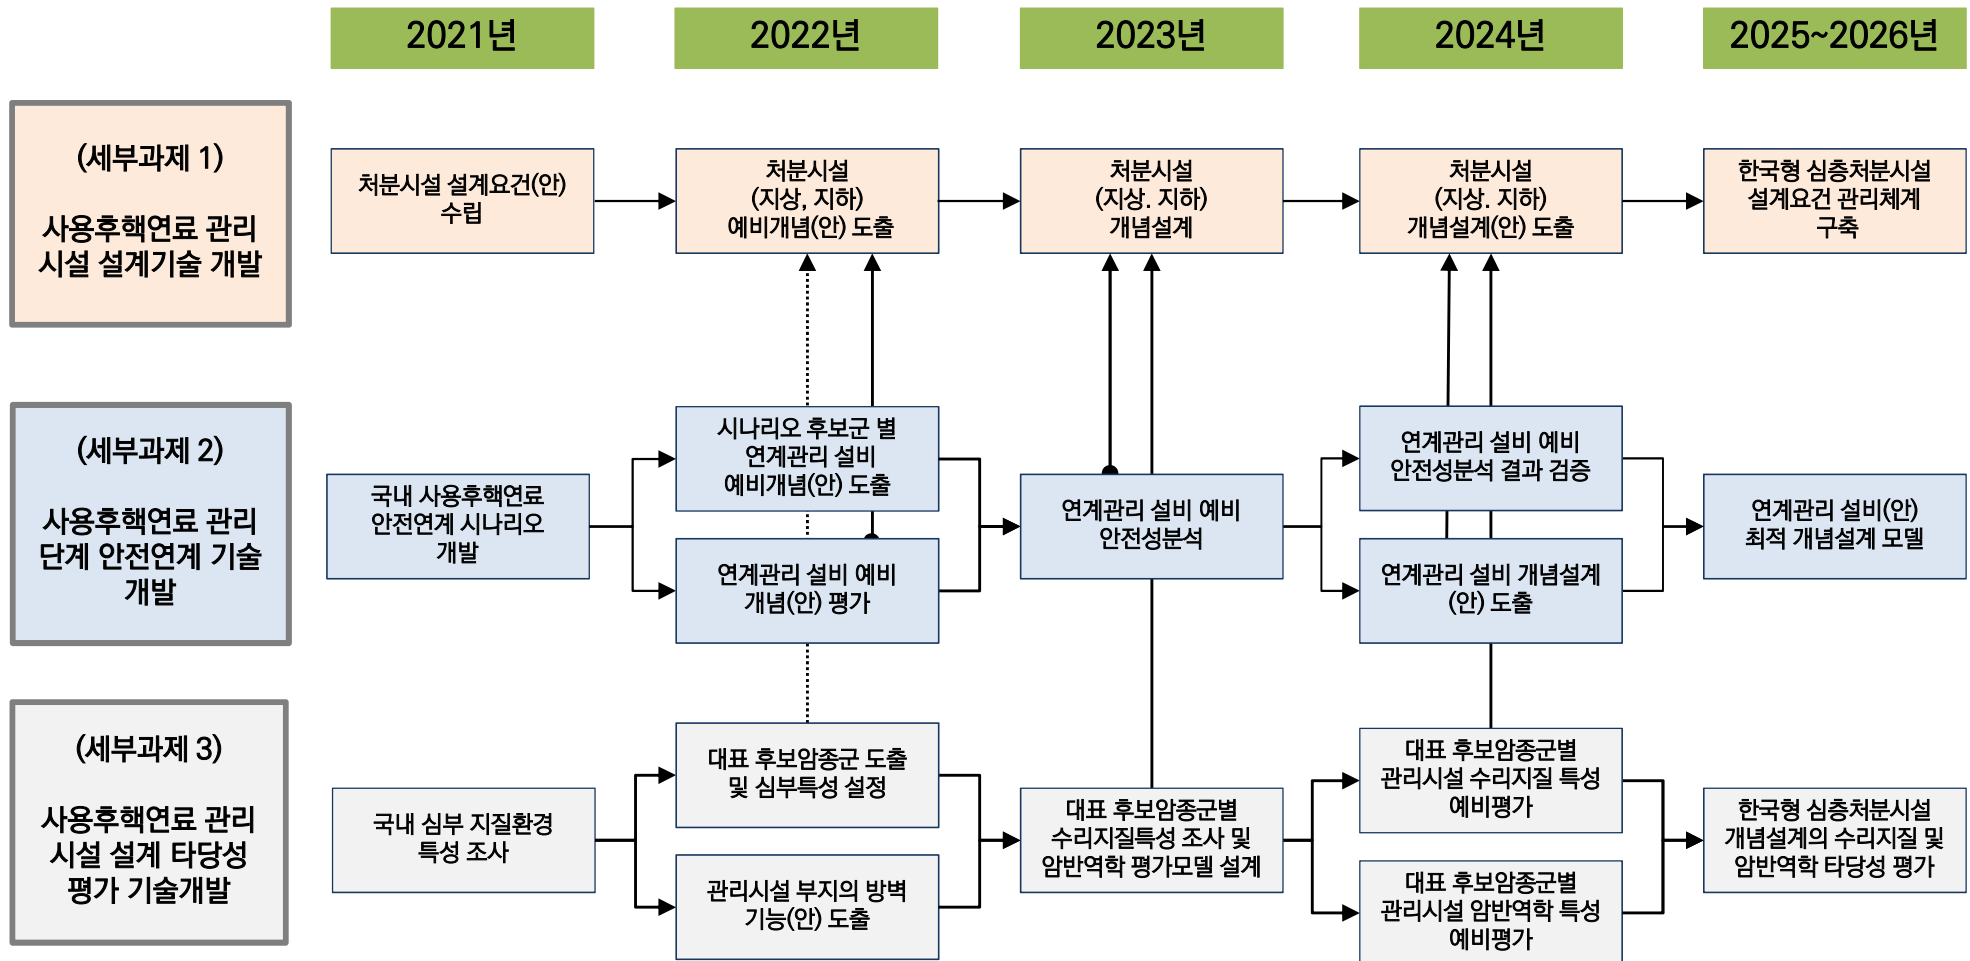 2021년
2022년
2023년
2024년
2025~2026년
(세부과제 1)
사용후핵연료 관리
시설 설계기술 개발
처분시설 설계요건(안)
수립
처분시설
(지상, 지하)
예비개념(안) 도출
처분시설
(지상. 지하)
개념설계
처분시설
(지상. 지하)
개념설계(안) 도출
한국형 심층처분시설
설계요건 관리체계
구축
(세부과제 2)
사용후핵연료 관리
단계 안전연계 기술
개발
국내 사용후핵연료
안전연계 시나리오
개발
시나리오 후보군 별
연계관리 설비
예비개념(안) 도출
연계관리 설비 예비
개념(안) 평가
연계관리 설비 예비
안전성분석
연계관리 설비 예비
안전성분석 결과 검증
연계관리 설비 개념설계
(안) 도출
연계관리 설비(안)
최적 개념설계 모델
(세부과제 3)
사용후핵연료 관리
시설 설계 타당성
평가 기술개발
국내 심부 지질환경
특성 조사
대표 후보암종군 도출
및 심부특성 설정
관리시설 부지의 방벽
기능(안) 도출
대표 후보암종군별
수리지질특성 조사 및
암반역학 평가모델 설계
대표 후보암종군별
관리시설 수리지질 특성
예비평가
대표 후보암종군별
관리시설 암반역학 특성
예비평가
한국형 심층처분시설
개념설계의 수리지질 및
암반역학 타당성 평가